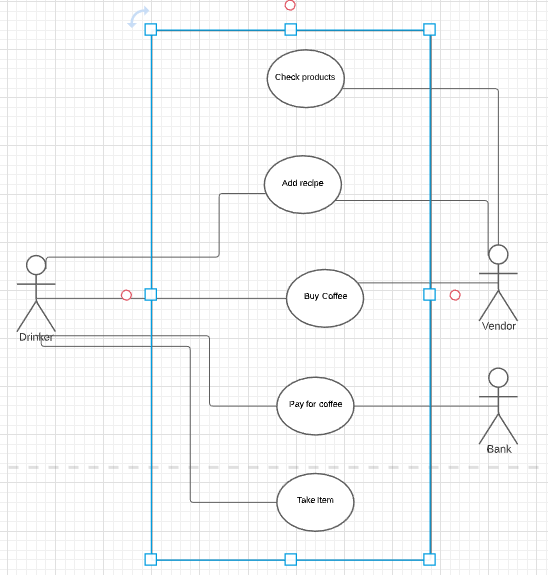 Check products
Add recipe
Buy Coffee
Drinker
Vendor
Pay for coffee
Bank
Take Item